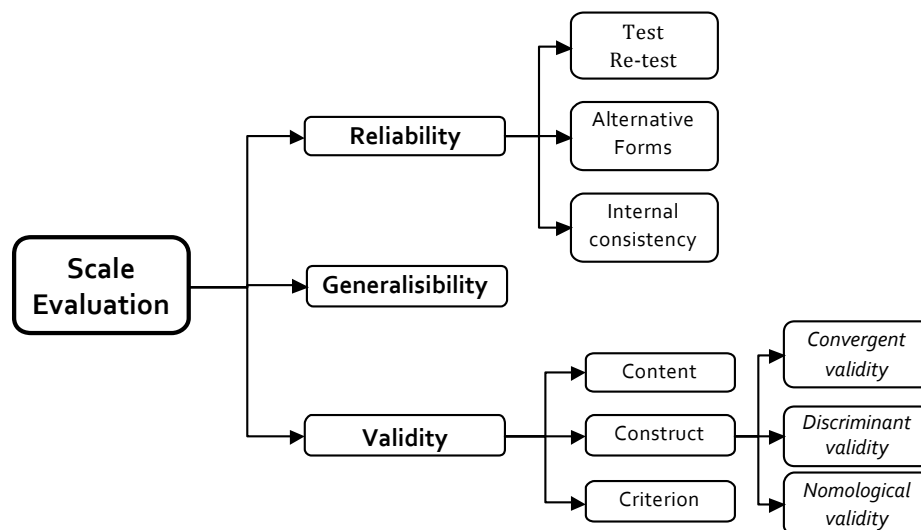 Scale
Evaluation
Reliability
Test
Re-test
Alternative
Forms
Internal
consistency
Generalisibility
Validity
Content
Construct
Criterion
Convergent
validity
Discriminant
validity
Nomological
validity